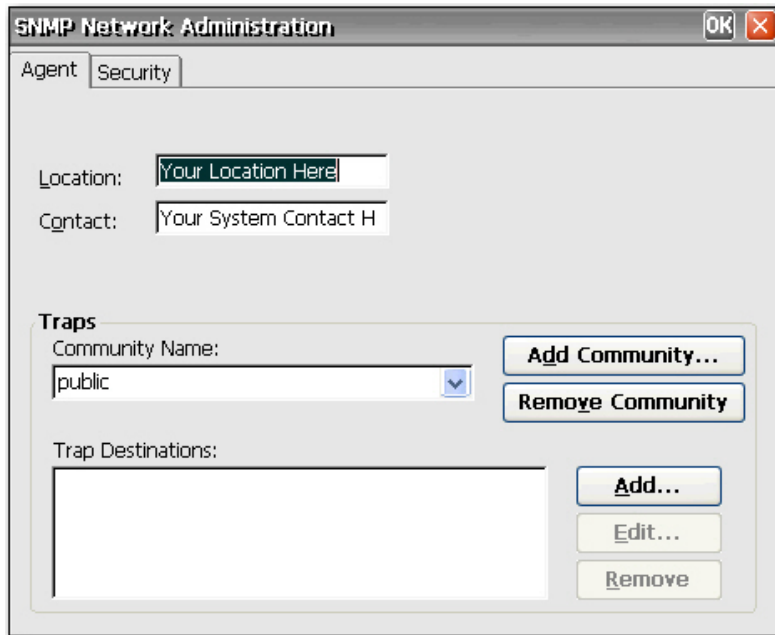 SNMP Network Administration OK
Agent Security
Location: Your Location Here
Contact: Your System Contact H
Traps
Community Name:
public
Add Community...
Remove Community
Trap Destinations:
Add...
Edit...
Remove